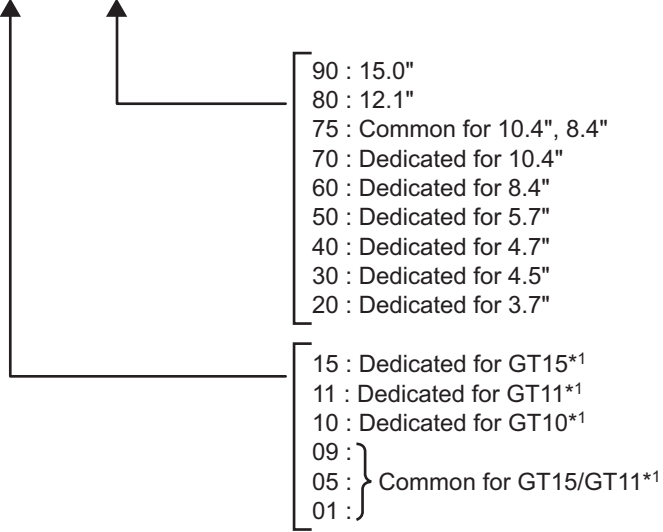 90 : 15.0"
80 : 12.1"
75 : Common for 10.4", 8.4"
70 : Dedicated for 10.4"
60 : Dedicated for 8.4"
50 : Dedicated for 5.7"
40 : Dedicated for 4.7"
30 : Dedicated for 4.5"
20 : Dedicated for 3.7"
15 : Dedicated for GT15*1
11 : Dedicated for GT11*1
10 : Dedicated for GT10*1
09 :
05 : Common for GT15/GT11*1
01 :